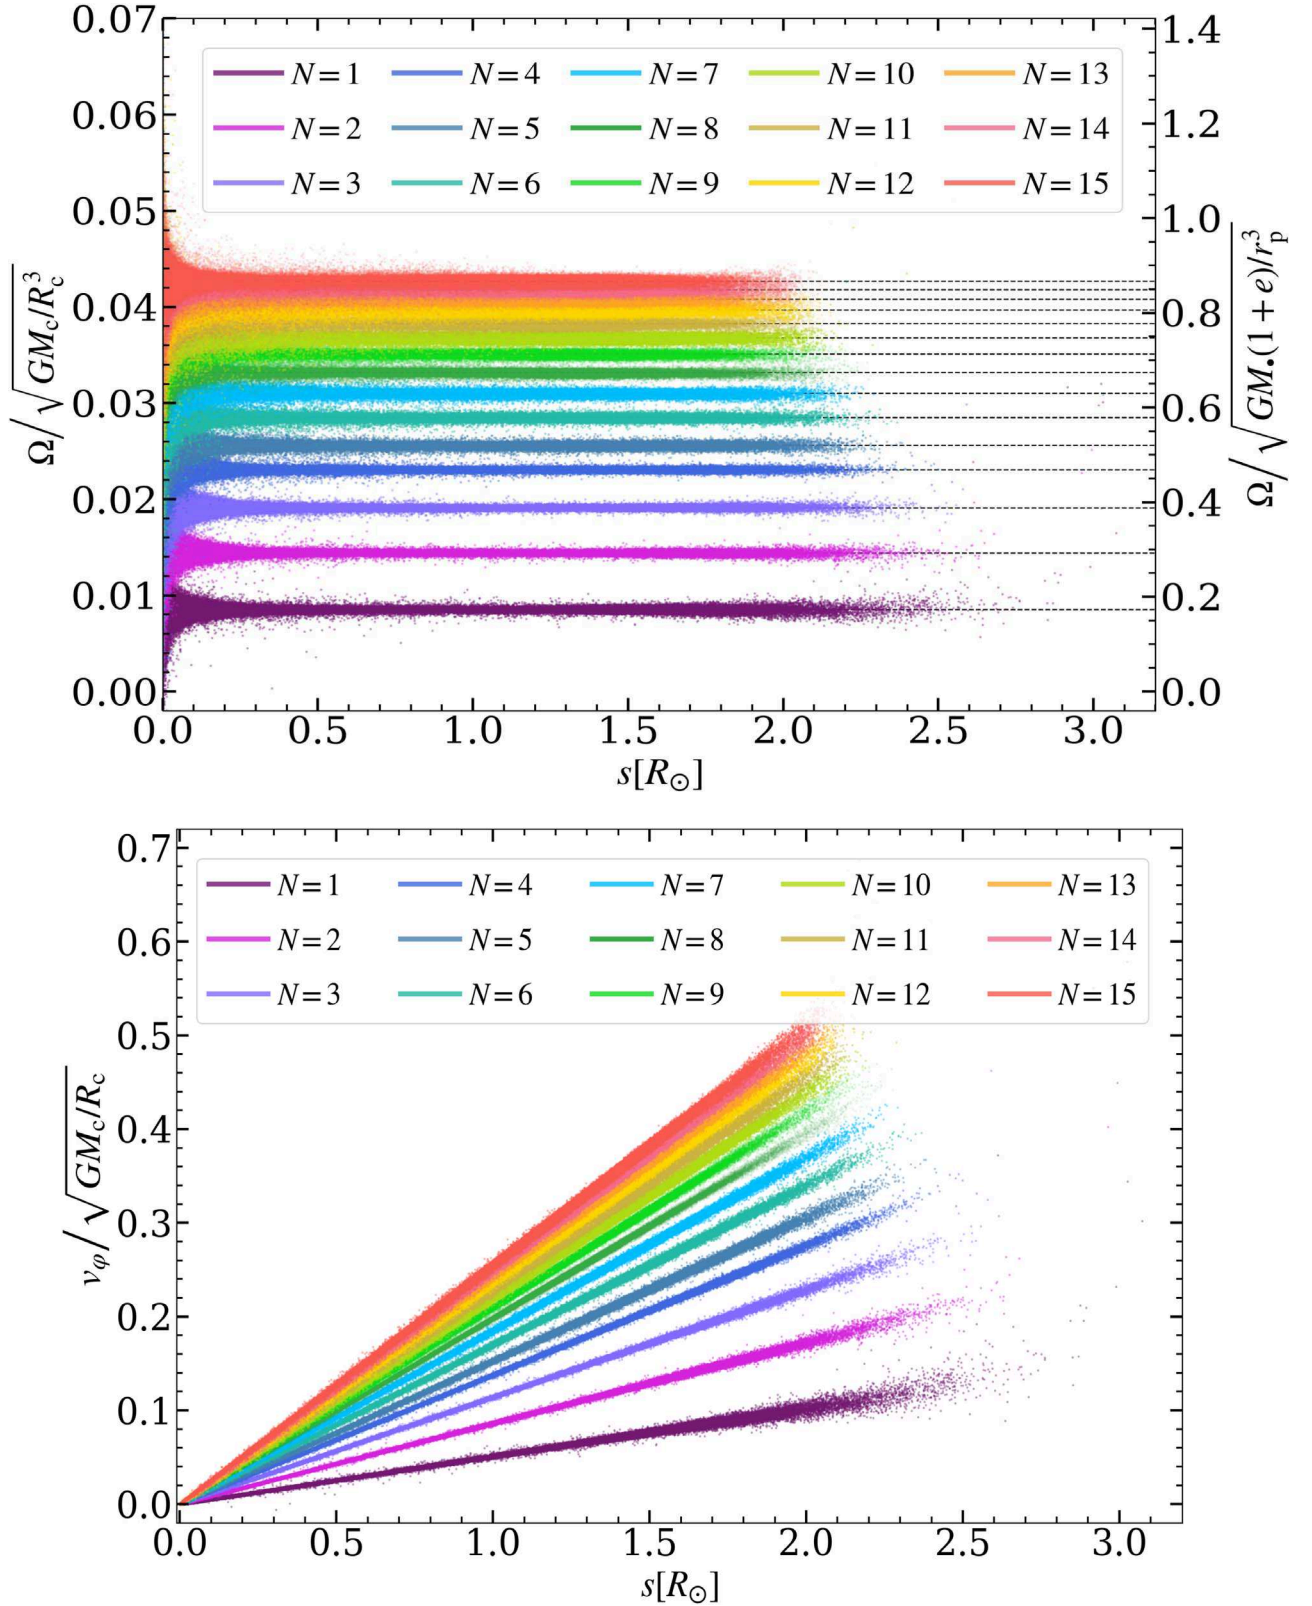 0.07
0.06
0.05
0.04
0.03
0.02
0.01
0.00
Ω/√GM_c/R_c^3
N=1 N=4 N=7 N=10 N=13
N=2 N=5 N=8 N=11 N=14
N=3 N=6 N=9 N=12 N=15
1.4
1.2
1.0
0.8
0.6
0.4
0.2
0.0
Ω/√GM•(1+e)/r_p^3
0.0 0.5 1.0 1.5 2.0 2.5 3.0
s[R⊙]
0.7
0.6
0.5
0.4
0.3
0.2
0.1
0.0
v_φ/√GM_c/R_c
N=1 N=4 N=7 N=10 N=13
N=2 N=5 N=8 N=11 N=14
N=3 N=6 N=9 N=12 N=15
0.0 0.5 1.0 1.5 2.0 2.5 3.0
s[R⊙]